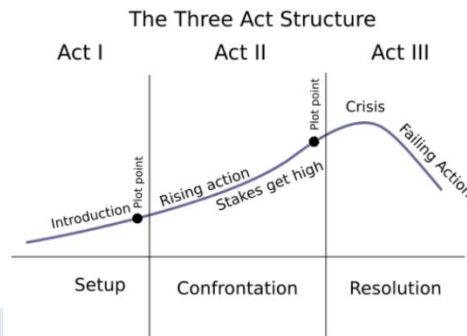 The Three Act Structure
Act I
Act II
Act III
Introduction
Plot point
Rising action
Stakes get high
Plot point
Crisis
Failing Action
Setup
Confrontation
Resolution